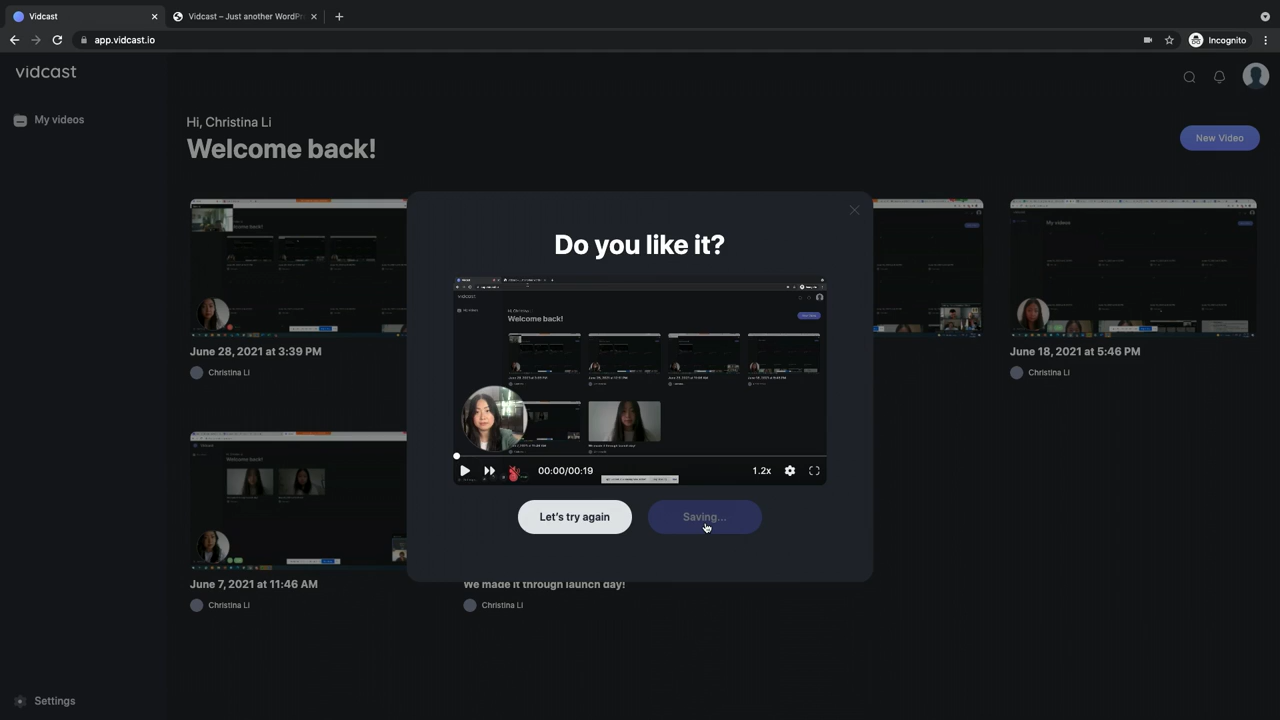 Vidcast
Vidcast – Just another WordPr
app.vidcast.io
Incognito
vidcast
My videos
Hi, Christina Li
Welcome back!
New Video
Do you like it?
Welcome back!
00:00/00:19
1.2x
Let's try again
Saving...
June 28, 2021 at 3:39 PM
Christina Li
June 18, 2021 at 5:46 PM
Christina Li
June 7, 2021 at 11:46 AM
Christina Li
We made it through launch day!
Christina Li
Settings